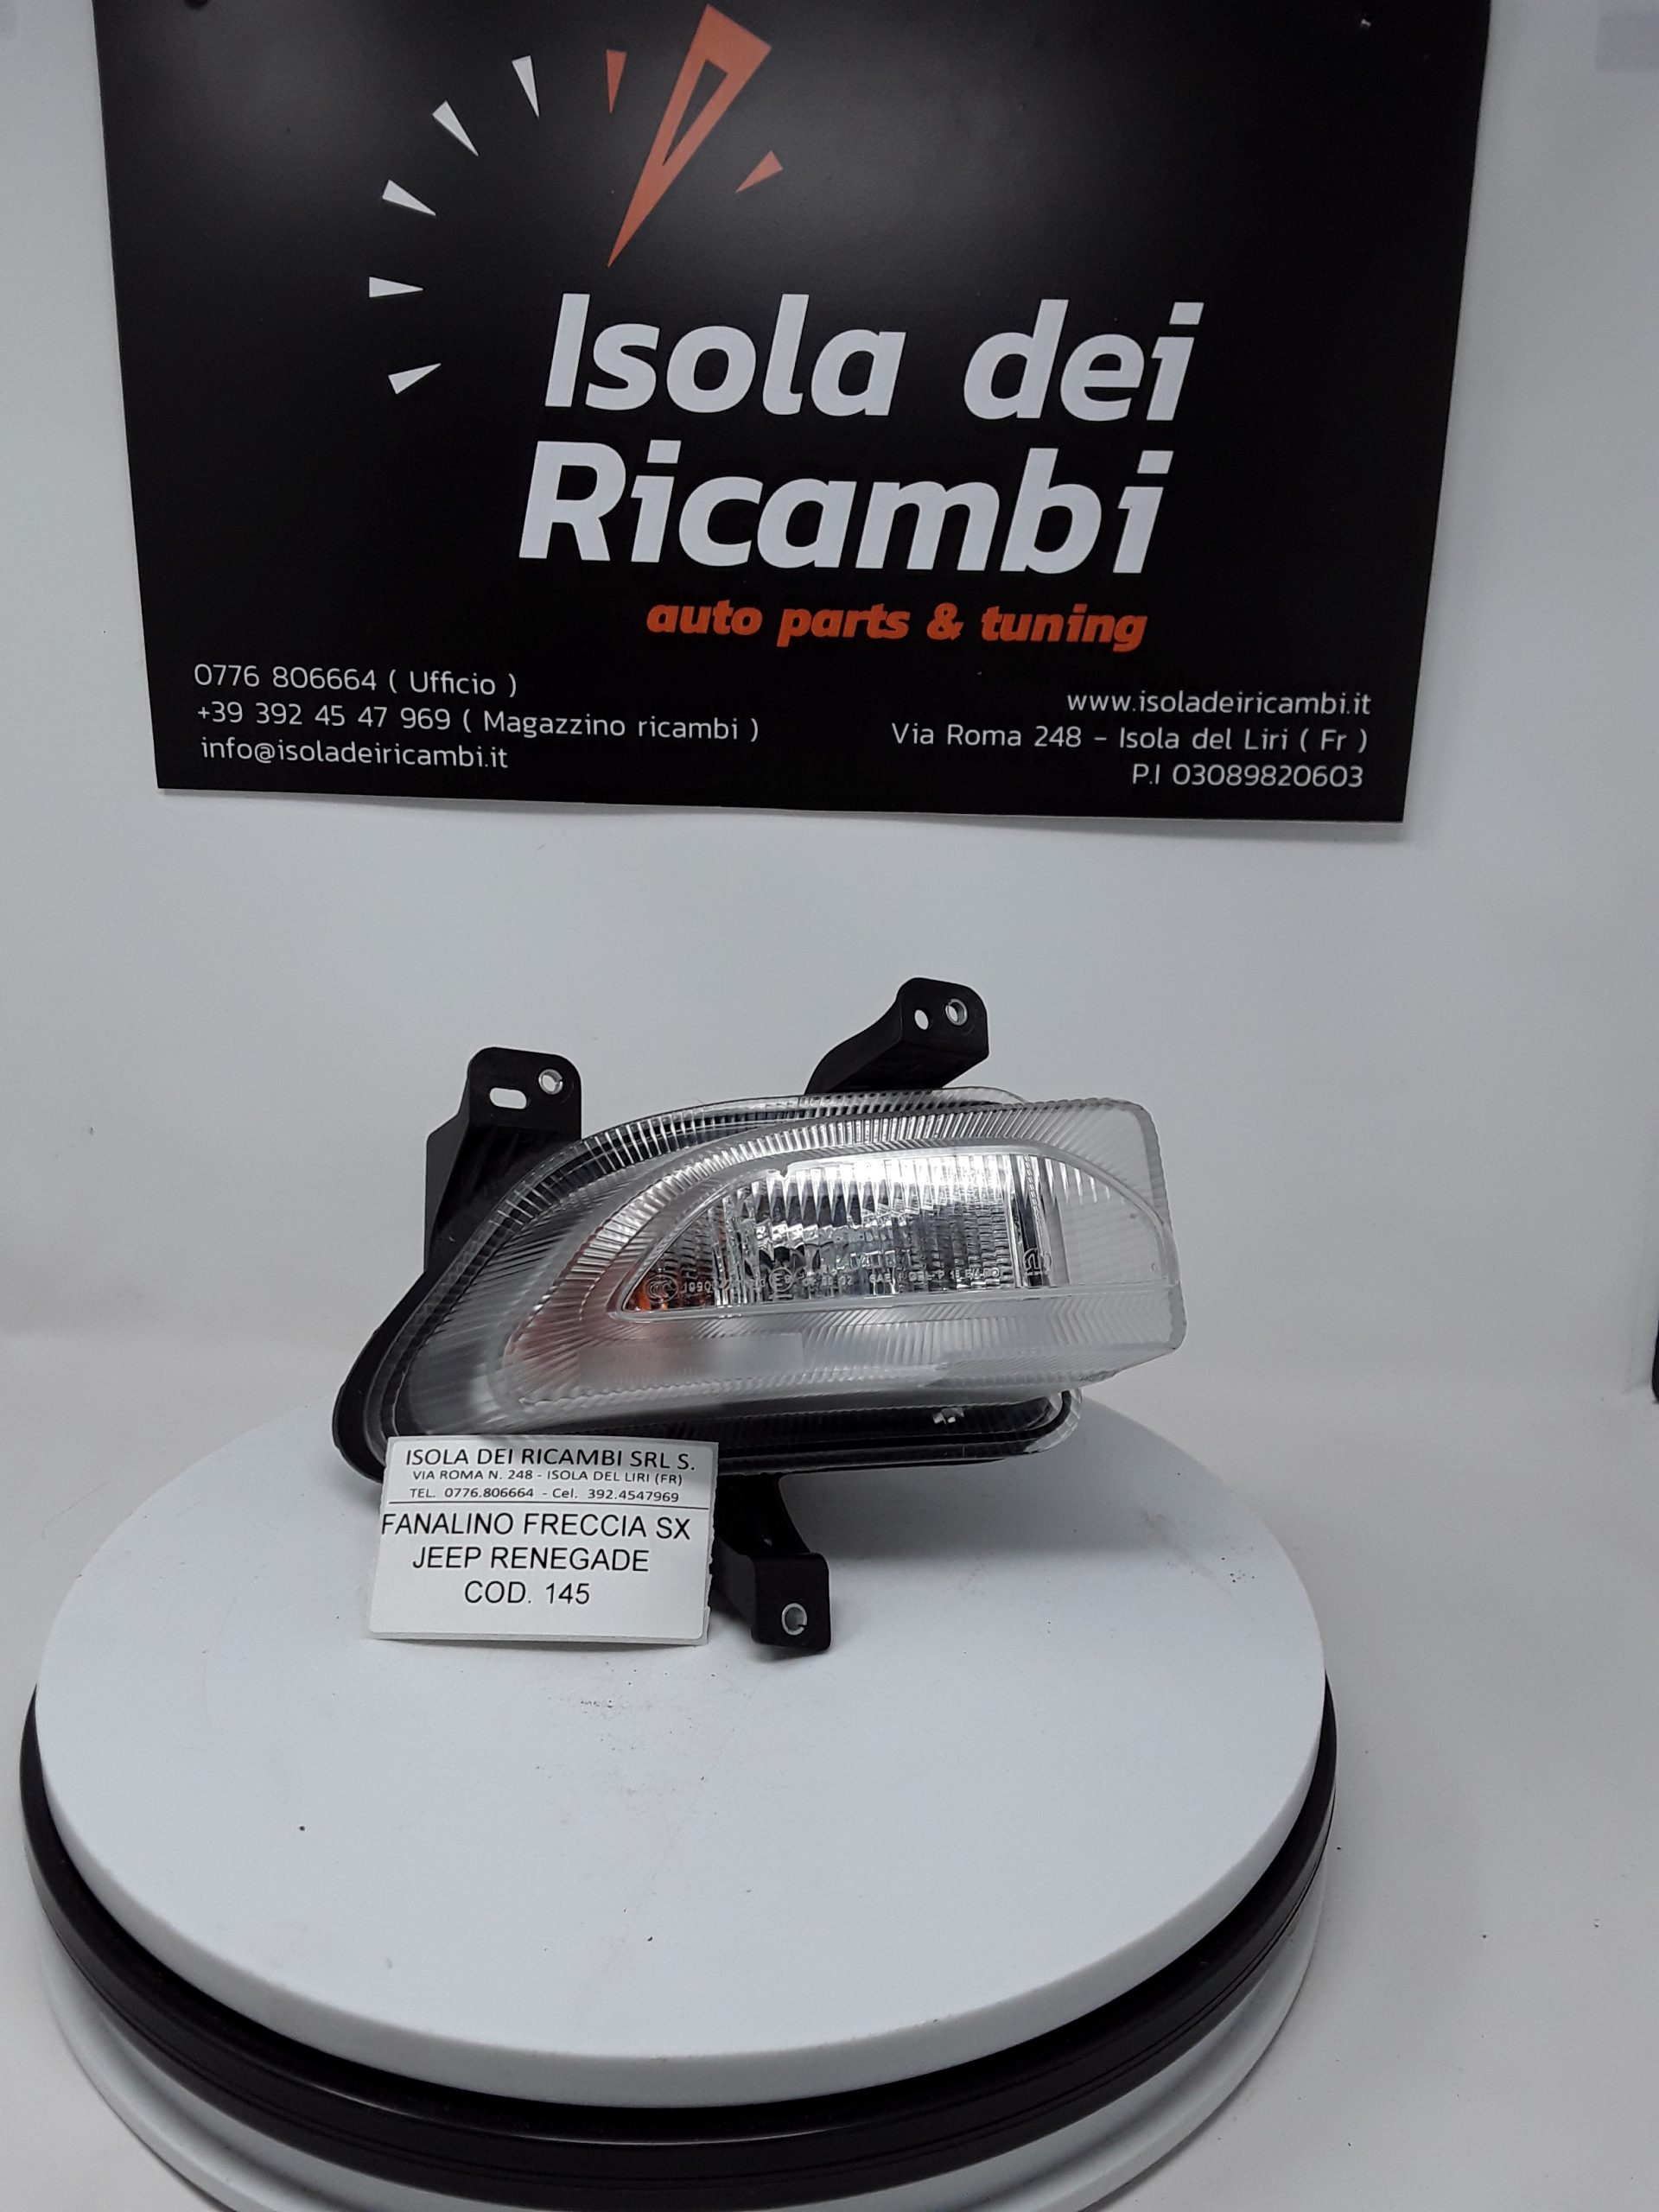 Isola dei
Ricambi
auto parts & tuning
0776 806664 ( Ufficio )
+39 392 45 47 969 ( Magazzino ricambi )
info@isoladeiricambi.it
www.isoladeiricambi.it
Via Roma 248 - Isola del Liri ( Fr )
P.I 03089820603
ISOLA DEI RICAMBI SRL S.
VIA ROMA N. 248 - ISOLA DEL LIRI (FR)
TEL. 0776.806664 - Cel. 392.4547969
FANALINO FRECCIA SX
JEEP RENEGADE
COD. 145